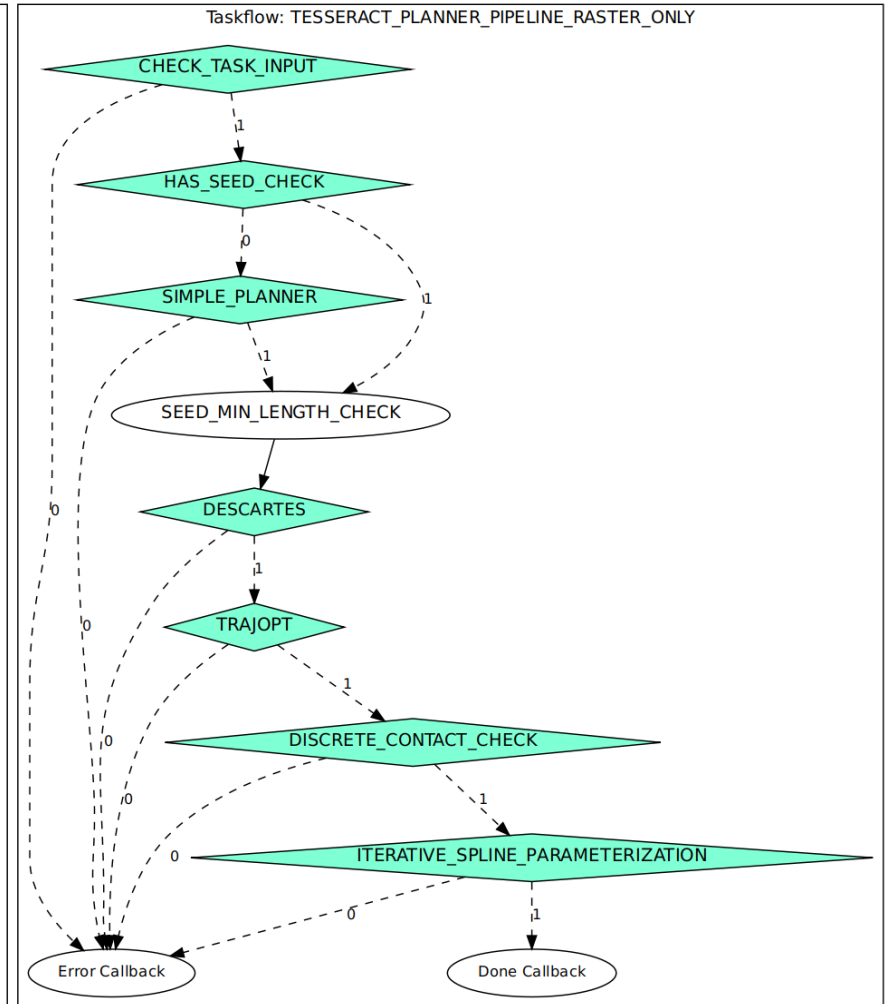 Taskflow: TESSERACT_PLANNER_PIPELINE_RASTER_ONLY
CHECK_TASK_INPUT
1
HAS_SEED_CHECK
0
1
SIMPLE_PLANNER
1
SEED_MIN_LENGTH_CHECK
0
DESCARTES
1
0
TRAJOPT
1
0
DISCRETE_CONTACT_CHECK
0
1
0
ITERATIVE_SPLINE_PARAMETERIZATION
0
1
Error Callback
Done Callback